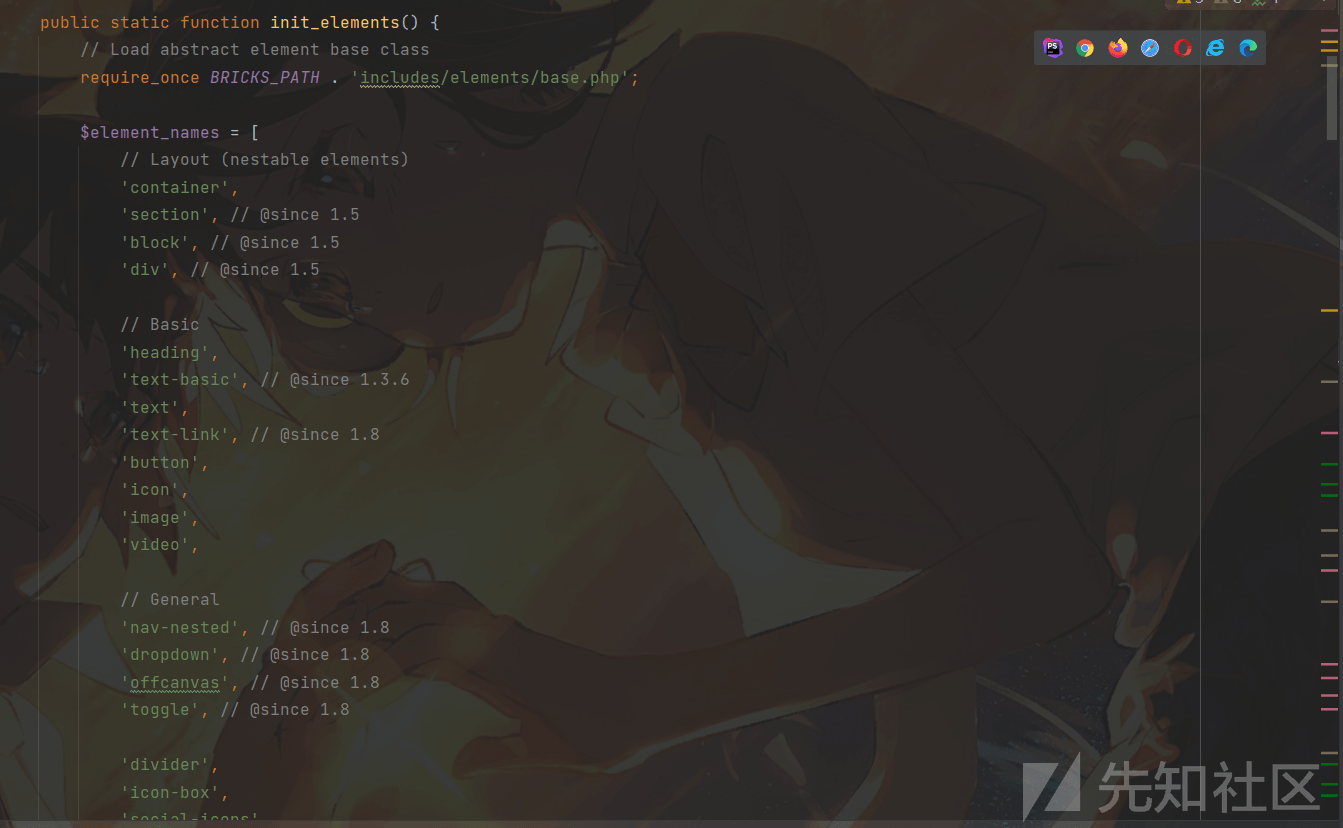 public static function init_elements() {
// Load abstract element base class
require_once BRICKS_PATH . 'includes/elements/base.php';
PS
$element_names = [
// Layout (nestable elements)
'container',
'section', // @since 1.5
'block', // @since 1.5
'div', // @since 1.5
// Basic
'heading',
'text-basic', // @since 1.3.6
'text',
'text-link', // @since 1.8
'button',
'icon',
'image',
'video',
// General
'nav-nested', // @since 1.8
'dropdown', // @since 1.8
'offcanvas', // @since 1.8
'toggle', // @since 1.8
'divider',
'icon-box',
'social-icons'
先知社区